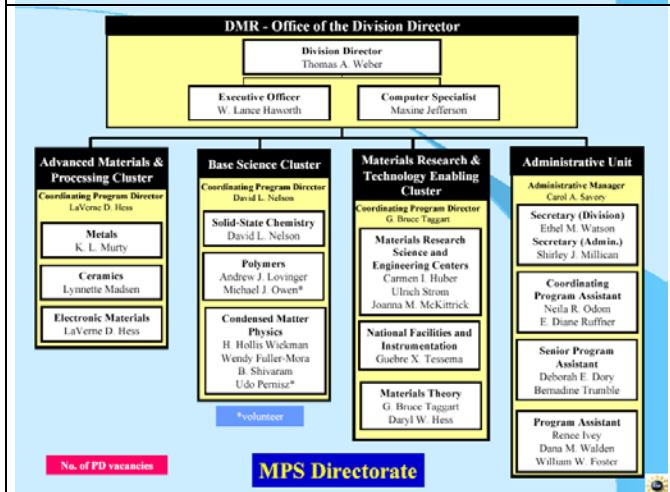 DMR - Office of the Division Director
Division Director
Thomas A. Weber
Executive Officer
W. Lance Haworth
Computer Specialist
Maxine Jefferson
Advanced Materials &
Processing Cluster
Coordinating Program Director
LaVerne D. Hess
Metals
K. L. Murty
Ceramics
Lynnette Madsen
Electronic Materials
LaVerne D. Hess
Base Science Cluster
Coordinating Program Director
David L. Nelson
Solid-State Chemistry
David L. Nelson
Polymers
Andrew J. Lovinger
Michael J. Owen*
Condensed Matter
Physics
H. Hollis Wickman
Wendy Fuller-Mora
B. Shivaram
Udo Pernisz*
*volunteer
Materials Research &
Technology Enabling
Cluster
Coordinating Program Director
G. Bruce Taggart
Materials Research
Science and
Engineering Centers
Carmen I. Huber
Ulrich Strom
Joanna M. McKittrick
National Facilities and
Instrumentation
Guebre X. Tessema
Materials Theory
G. Bruce Taggart
Daryl W. Hess
Administrative Unit
Administrative Manager
Carol A. Savory
Secretary (Division)
Ethel M. Watson
Secretary (Admin.)
Shirley J. Millican
Coordinating
Program Assistant
Neila R. Odom
E. Diane Ruffner
Senior Program
Assistant
Deborah E. Dory
Bernadine Trumble
Program Assistant
Renee Ivey
Dana M. Walden
William W. Foster
No. of PD vacancies
MPS Directorate